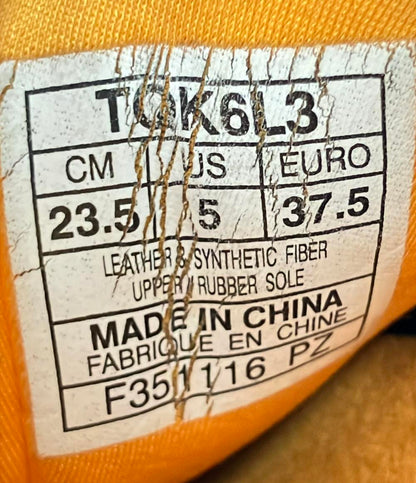 TOK6L3
CM US EURO
23.5 5 37.5
LEATHER & SYNTHETIC FIBER
UPPER / RUBBER SOLE
MADE IN CHINA
FABRIQUE EN CHINE
F351116 PZ